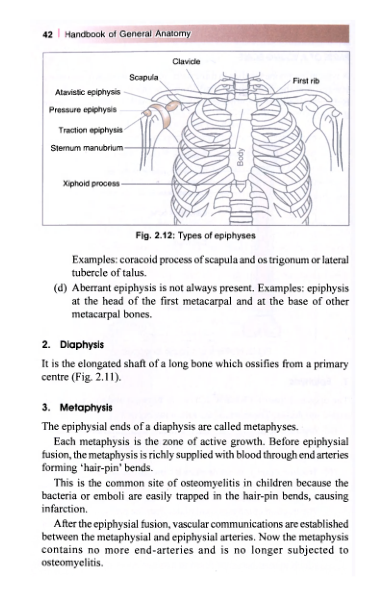 42 | Handbook of General Anatomy
Clavicle
Scapula
First rib
Atavistic epiphysis
Pressure epiphysis
Traction epiphysis
Sternum manubrium
Body
Xiphoid process
Fig. 2.12: Types of epiphyses
Examples: coracoid process of scapula and os trigonum or lateral
tubercle of talus.
(d) Aberrant epiphysis is not always present. Examples: epiphysis
at the head of the first metacarpal and at the base of other
metacarpal bones.
2. Diaphysis
It is the elongated shaft of a long bone which ossifies from a primary
centre (Fig. 2.11).
3. Metaphysis
The epiphysial ends of a diaphysis are called metaphyses.
Each metaphysis is the zone of active growth. Before epiphysial
fusion, the metaphysis is richly supplied with blood through end arteries
forming ‘hair-pin’ bends.
This is the common site of osteomyelitis in children because the
bacteria or emboli are easily trapped in the hair-pin bends, causing
infarction.
After the epiphysial fusion, vascular communications are established
between the metaphysial and epiphysial arteries. Now the metaphysis
contains no more end-arteries and is no longer subjected to
osteomyelitis.